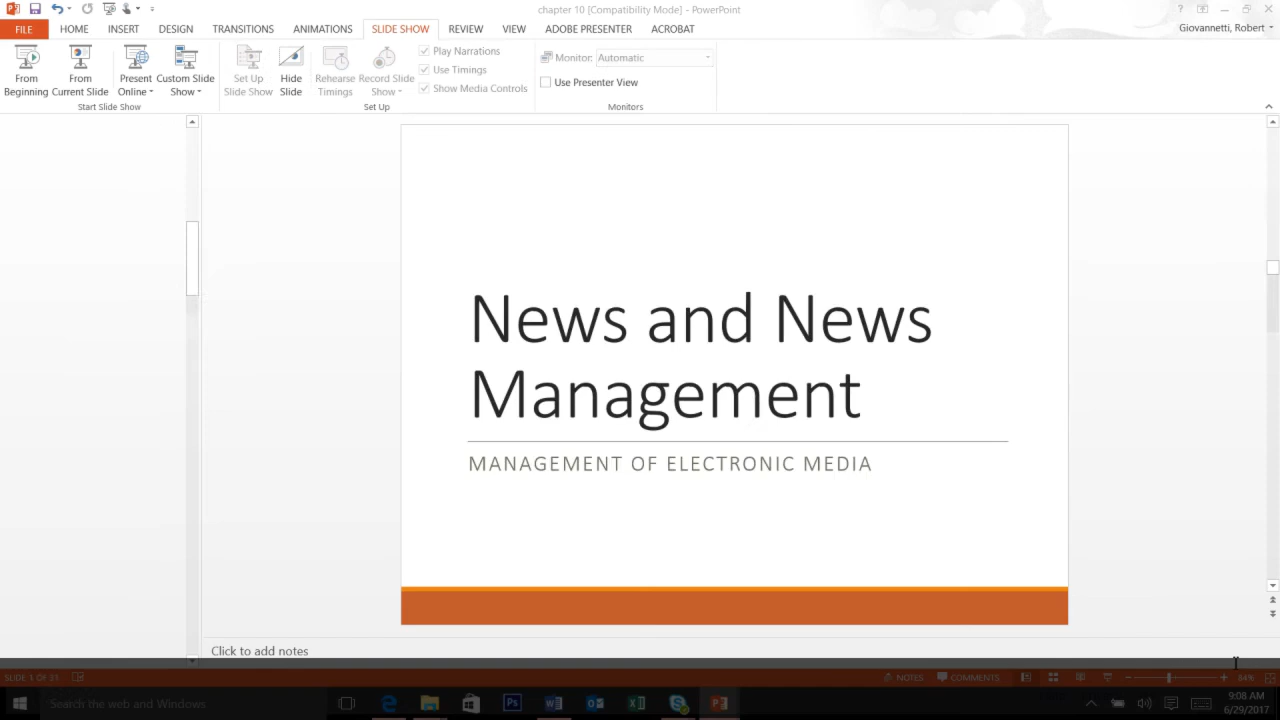 chapter 10 [Compatibility Mode] - PowerPoint
?
FILE HOME INSERT DESIGN TRANSITIONS ANIMATIONS SLIDE SHOW REVIEW VIEW ADOBE PRESENTER ACROBAT
Giovannetti, Robert
From Beginning
From Current Slide
Present Online
Custom Slide Show
Start Slide Show
Set Up Slide Show
Hide Slide
Rehearse Timings
Record Slide Show
Play Narrations
Use Timings
Show Media Controls
Set Up
Monitor: Automatic
Use Presenter View
Monitors
News and News
Management
MANAGEMENT OF ELECTRONIC MEDIA
Click to add notes
SLIDE 1 OF 31
NOTES
COMMENTS
84%
Search the web and Windows
9:08 AM
6/29/2017